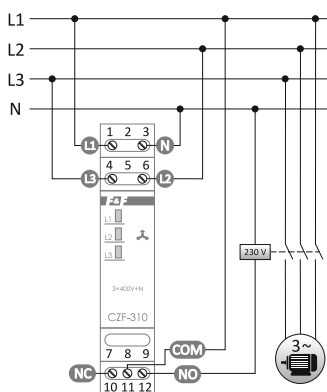 L1
L2
L3
N
1 2 3
L1 N
4 5 6
L3 L2
F&F
L1
L2
L3
3×400V+N
CZF-310
7 8 9
COM
NC NO
10 11 12
230 V
3~